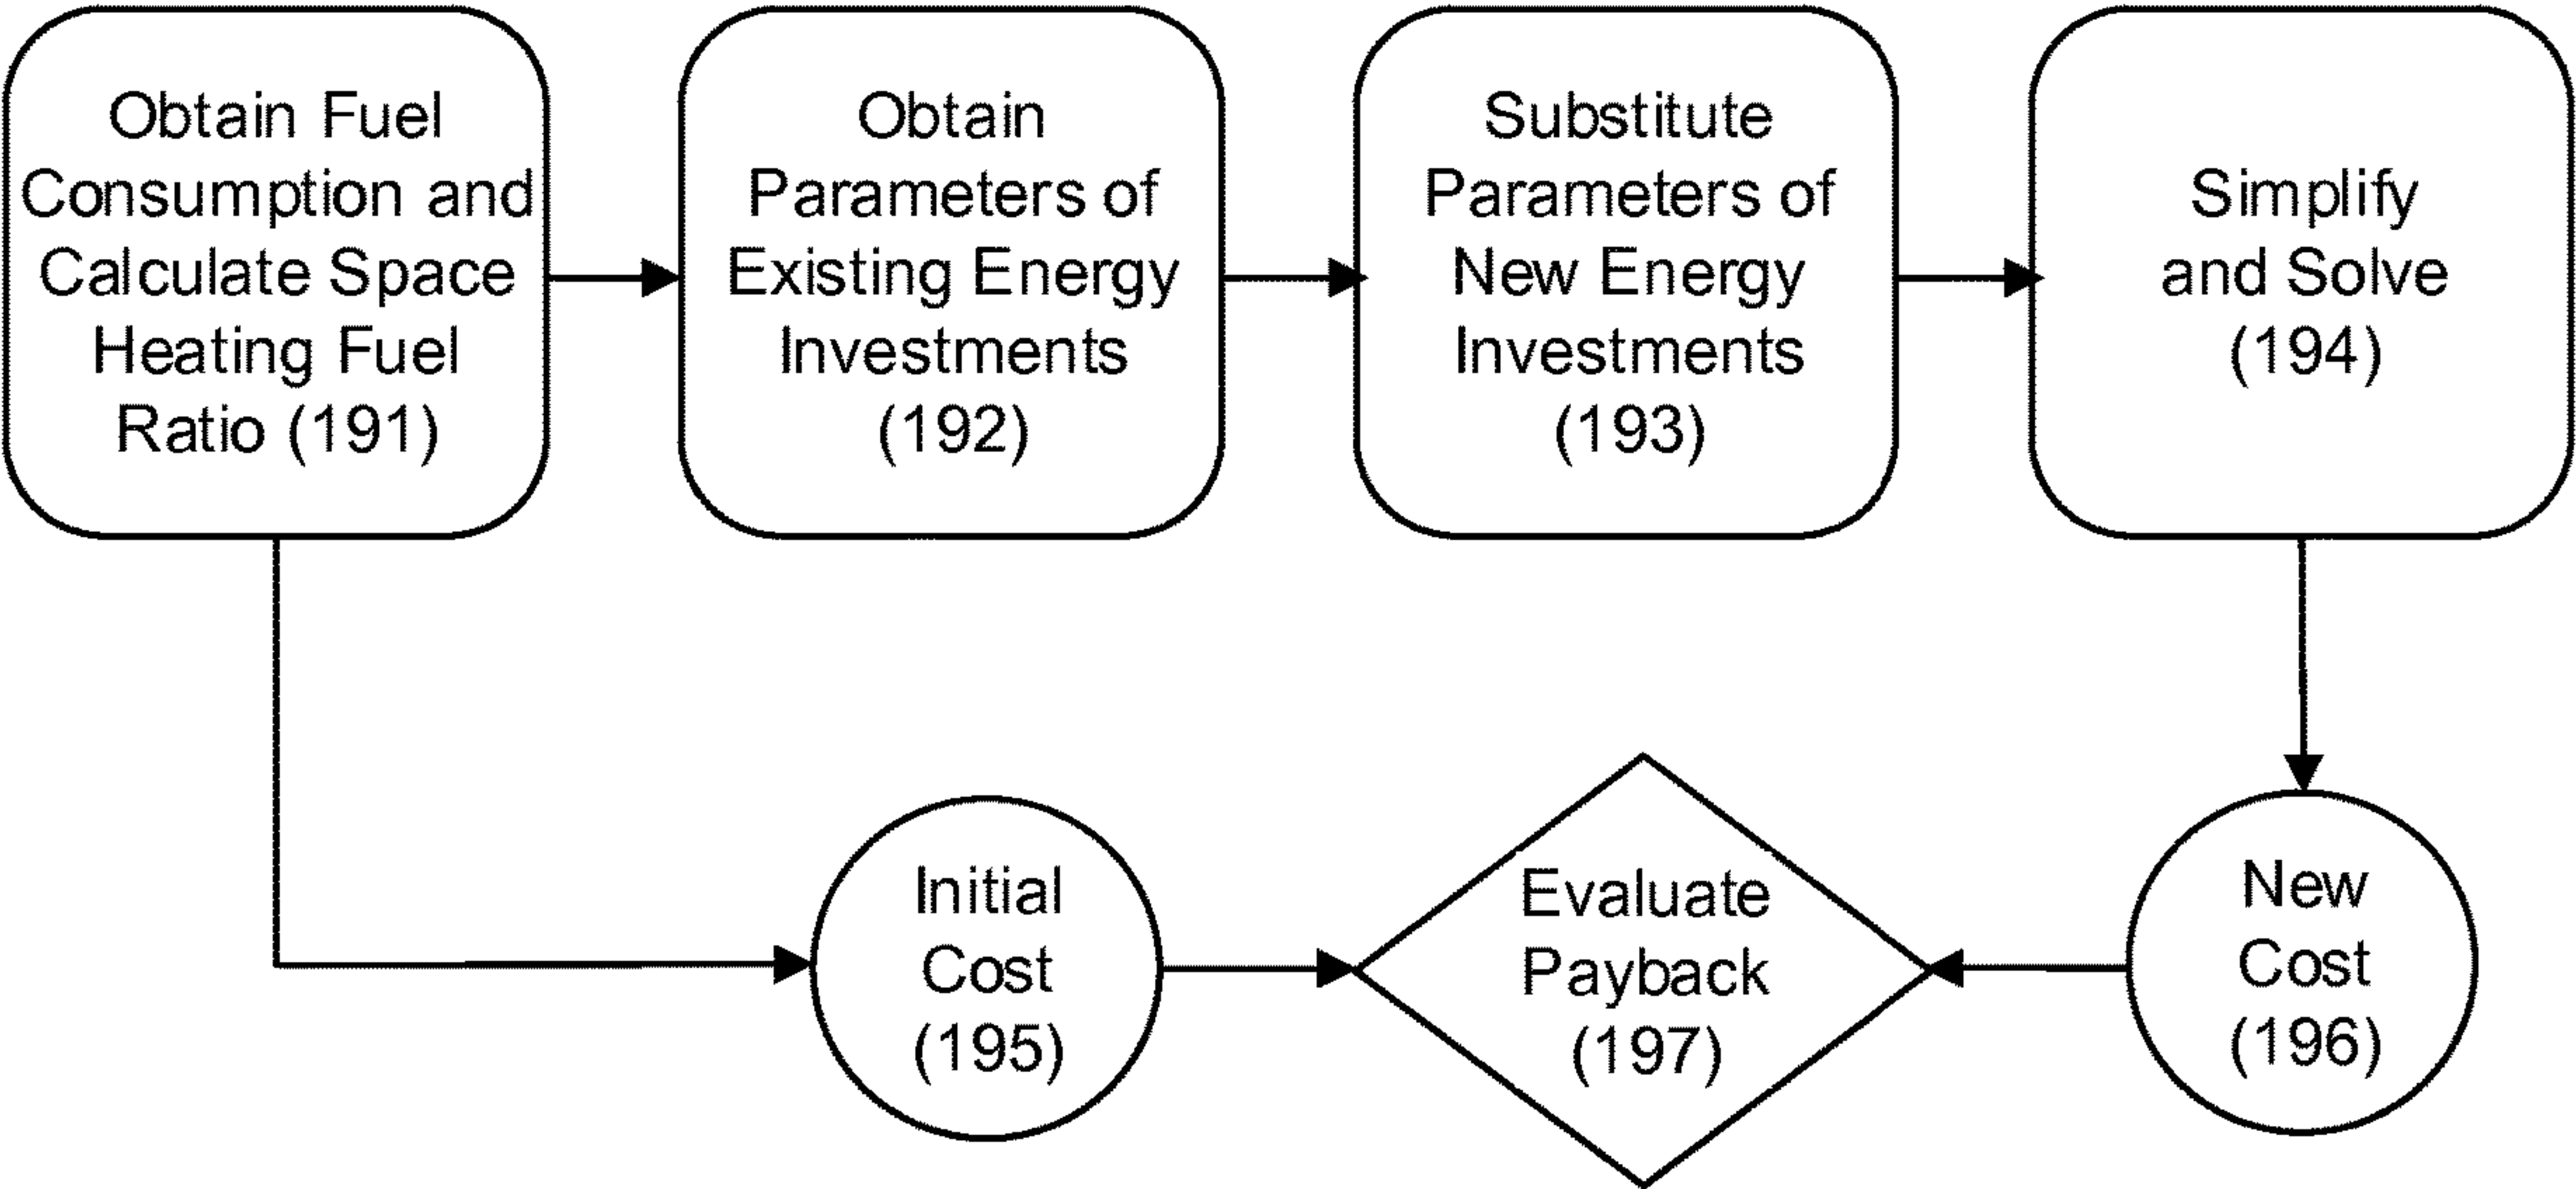 Obtain Fuel
Consumption and
Calculate Space
Heating Fuel
Ratio (191)
Obtain
Parameters of
Existing Energy
Investments
(192)
Substitute
Parameters of
New Energy
Investments
(193)
Simplify
and Solve
(194)
Initial
Cost
(195)
Evaluate
Payback
(197)
New
Cost
(196)